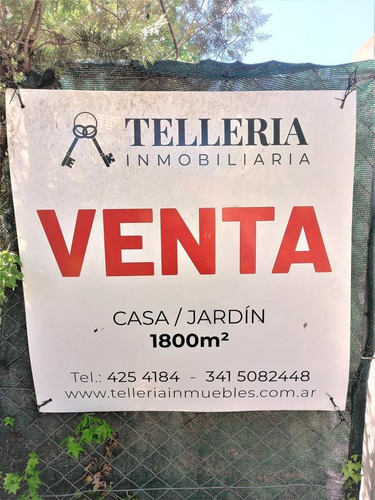 TELLERIA
INMOBILIARIA
VENTA
CASA / JARDÍN
1800m²
Tel.: 425 4184 - 341 5082448
www.telleriainmuebles.com.ar